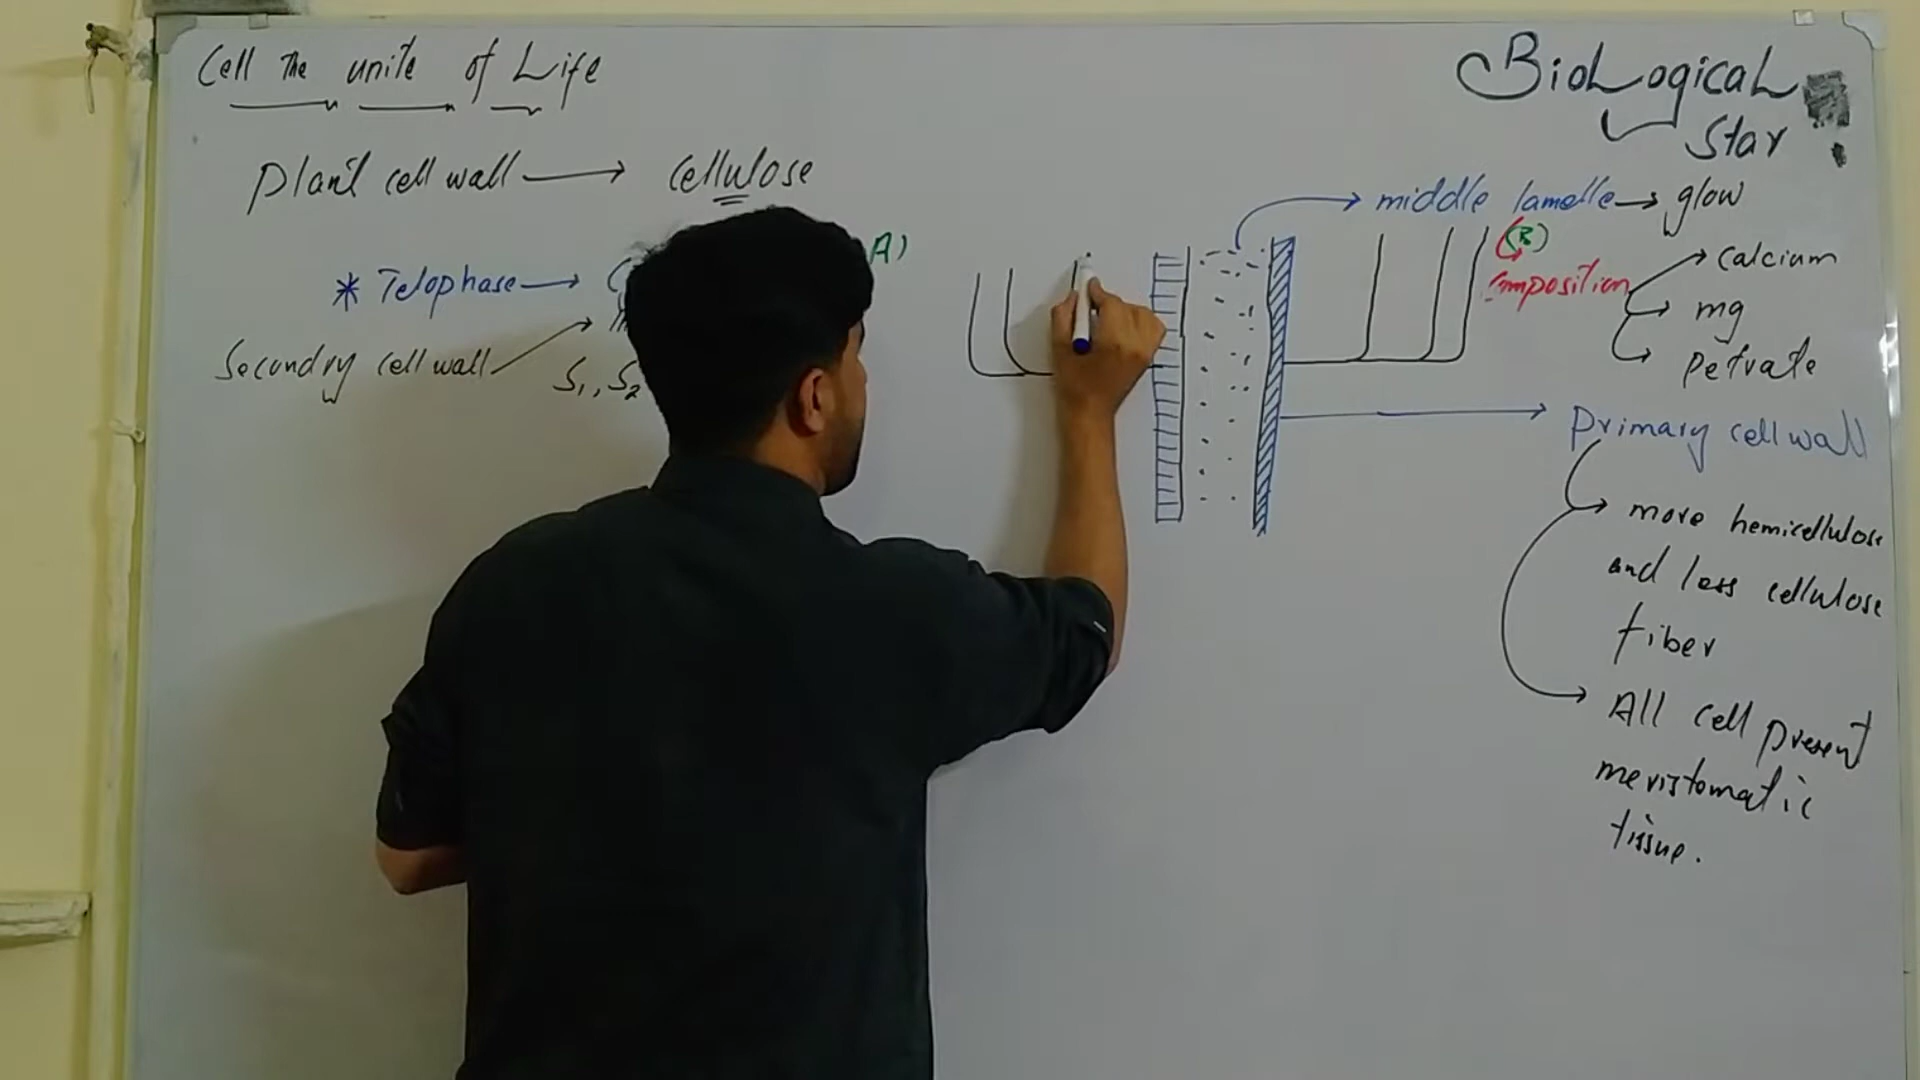 Cell The unite of Life
BioLogicaL
Star
Plant cell wall → cellulose
middle lamelle → glow
A)
(B)
composition
calcium
mg
Petvate
* Telophase →
Secondry cell wall
S1, S2
Primary cell wall
more hemicellulose
and less cellulose
fiber
All cell present
meristomatic
tissue.